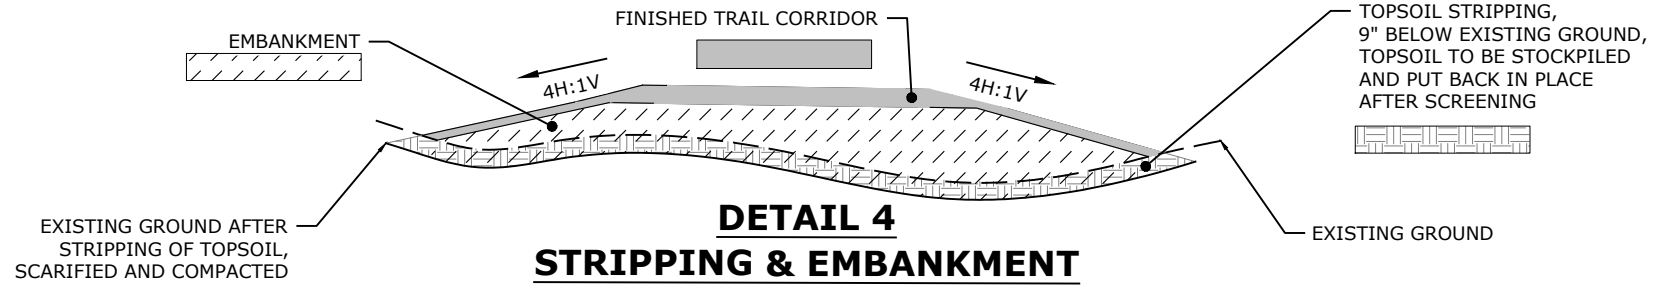 FINISHED TRAIL CORRIDOR
EMBANKMENT
TOPSOIL STRIPPING,
9" BELOW EXISTING GROUND,
TOPSOIL TO BE STOCKPILED
AND PUT BACK IN PLACE
AFTER SCREENING
4H:1V
4H:1V
EXISTING GROUND AFTER
STRIPPING OF TOPSOIL,
SCARIFIED AND COMPACTED
EXISTING GROUND
DETAIL 4
STRIPPING & EMBANKMENT